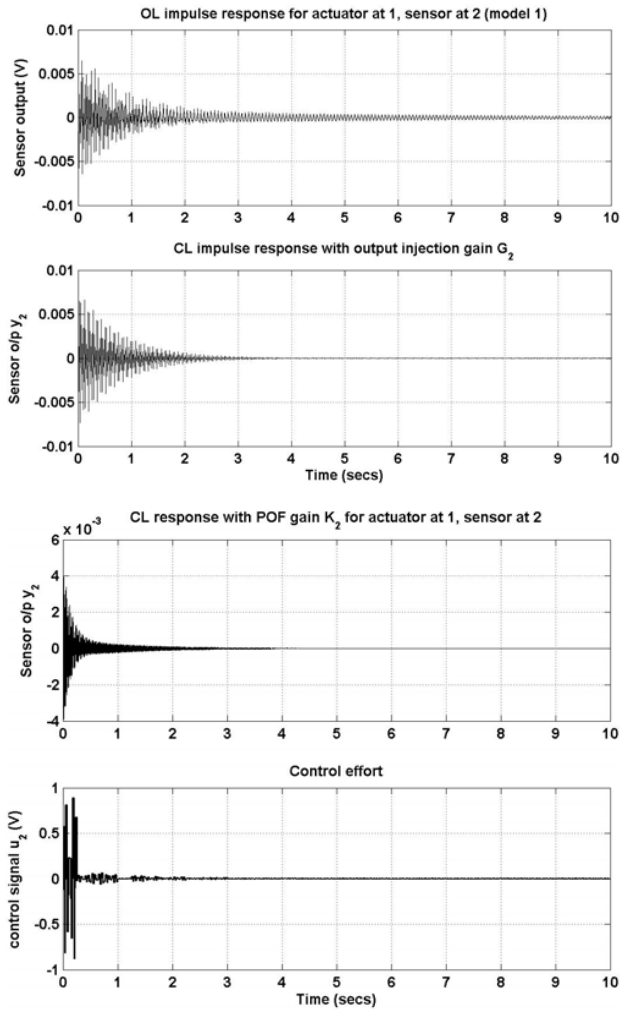 OL impulse response for actuator at 1, sensor at 2 (model 1)
0.01
0.005
0
-0.005
-0.01
Sensor output (V)
0 1 2 3 4 5 6 7 8 9 10
CL impulse response with output injection gain G2
0.01
0.005
0
-0.005
-0.01
Sensor o/p y2
0 1 2 3 4 5 6 7 8 9 10
Time (secs)
CL response with POF gain K2 for actuator at 1, sensor at 2
x 10-3
6
4
2
0
-2
-4
Sensor o/p y2
0 1 2 3 4 5 6 7 8 9 10
Control effort
1
0.5
0
-0.5
-1
control signal u2 (V)
0 1 2 3 4 5 6 7 8 9 10
Time (secs)